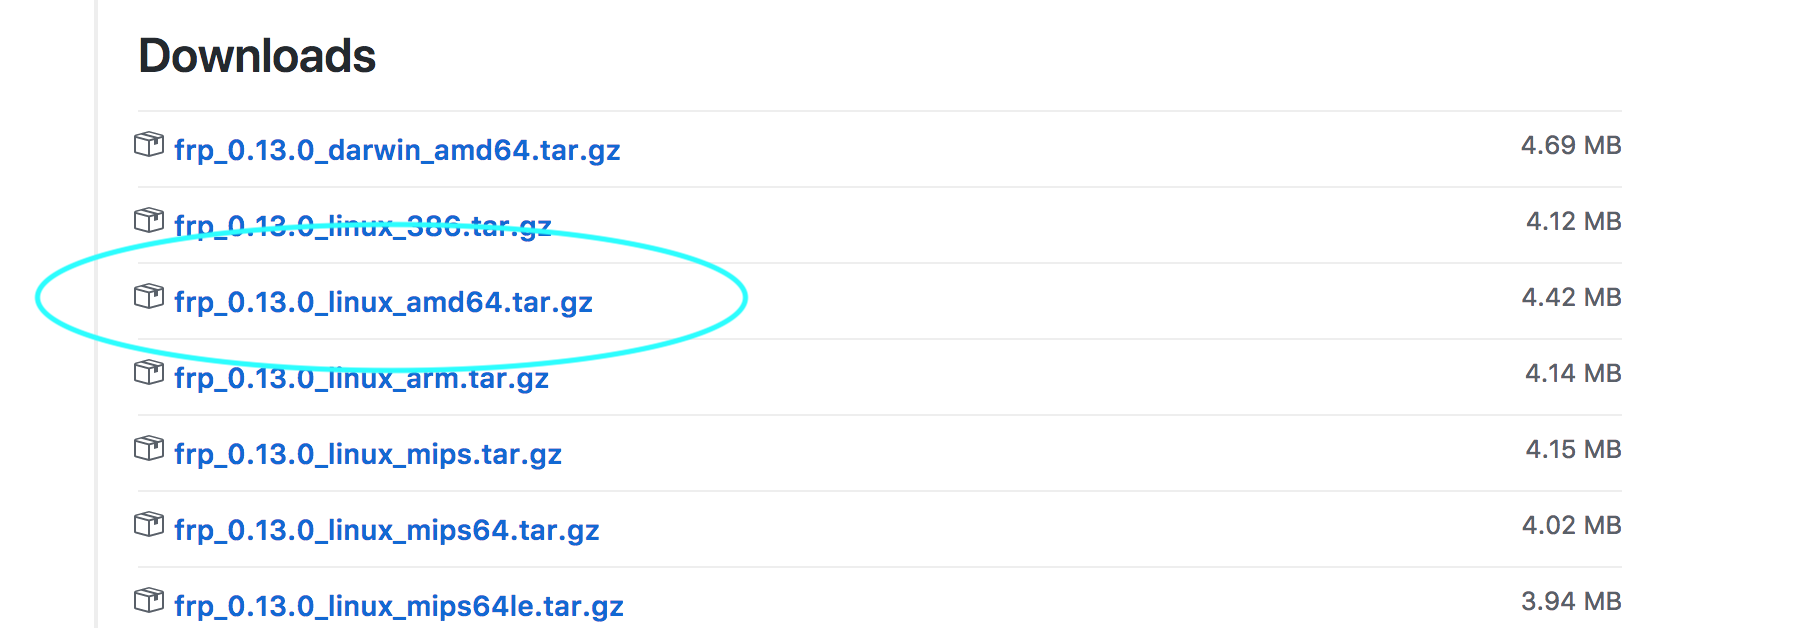 Downloads
frp_0.13.0_darwin_amd64.tar.gz 4.69 MB
frp_0.13.0_linux_386.tar.gz 4.12 MB
frp_0.13.0_linux_amd64.tar.gz 4.42 MB
frp_0.13.0_linux_arm.tar.gz 4.14 MB
frp_0.13.0_linux_mips.tar.gz 4.15 MB
frp_0.13.0_linux_mips64.tar.gz 4.02 MB
frp_0.13.0_linux_mips64le.tar.gz 3.94 MB